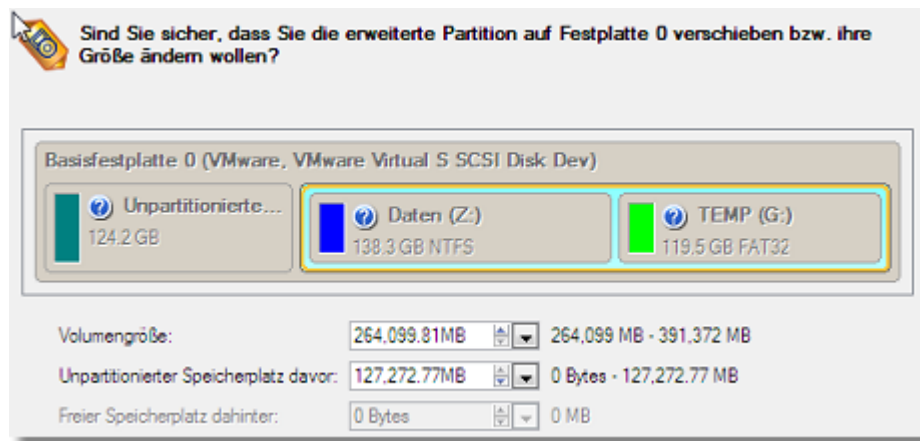 Sind Sie sicher, dass Sie die erweiterte Partition auf Festplatte 0 verschieben bzw. ihre
Größe ändern wollen?
Basisfestplatte 0 (VMware, VMware Virtual S SCSI Disk Dev)
Unpartitionierte...
124.2 GB
Daten (Z:)
138.3 GB NTFS
TEMP (G:)
119.5 GB FAT32
Volumengröße: 264,099.81MB 264,099 MB - 391,372 MB
Unpartitionierter Speicherplatz davor: 127,272.77MB 0 Bytes - 127,272.77 MB
Freier Speicherplatz dahinter: 0 Bytes 0 MB